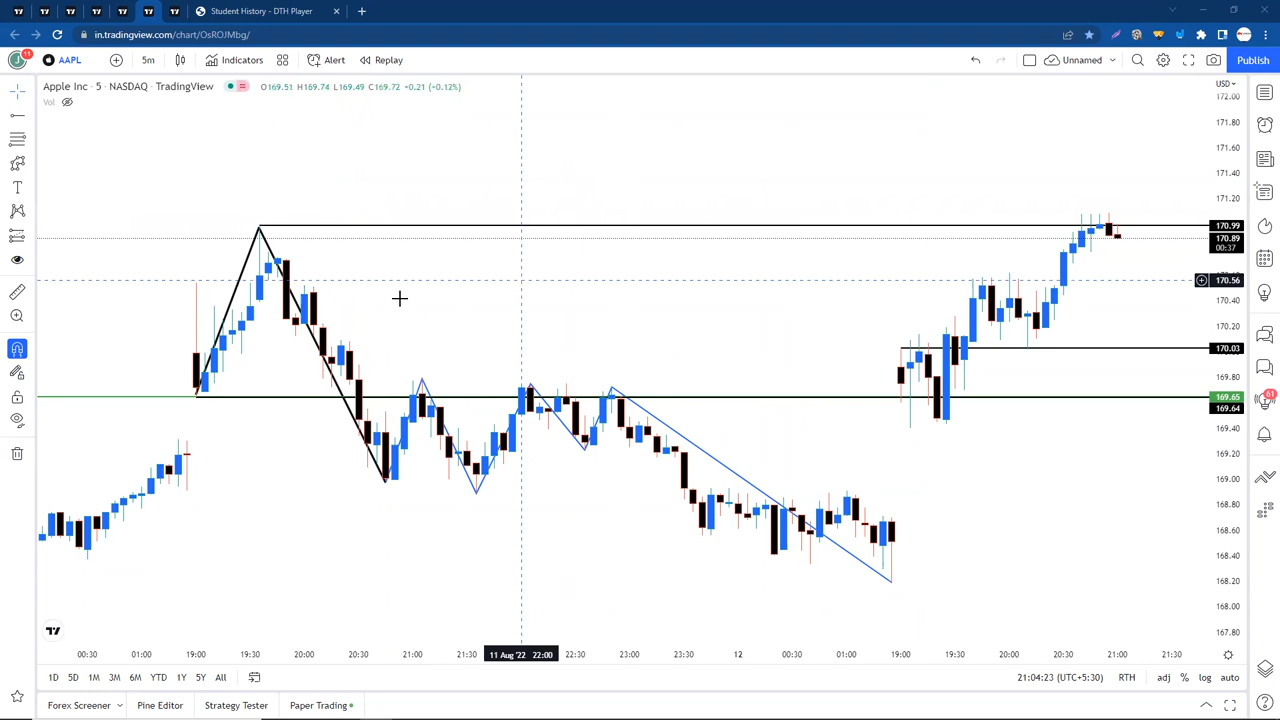 Student History - DTH Player
in.tradingview.com/chart/OsROJMbg/
11
AAPL
5m
Indicators
Alert
Replay
Unnamed
Publish
Apple Inc · 5 · NASDAQ · TradingView
O169.51 H169.74 L169.49 C169.72 +0.21 (+0.12%)
Vol
USD
172.00
171.80
171.60
171.40
171.20
170.99
170.89
00:37
170.56
170.40
170.20
170.03
169.80
169.65
169.64
169.40
169.20
169.00
168.80
168.60
168.40
168.20
168.00
167.80
61
00:30 01:00 19:00 19:30 20:00 20:30 21:00 21:30 11 Aug '22 22:00 22:30 23:00 23:30 12 00:30 01:00 19:00 19:30 20:00 20:30 21:00 21:30
1D 5D 1M 3M 6M YTD 1Y 5Y All
21:04:23 (UTC+5:30) RTH adj % log auto
Forex Screener Pine Editor Strategy Tester Paper Trading